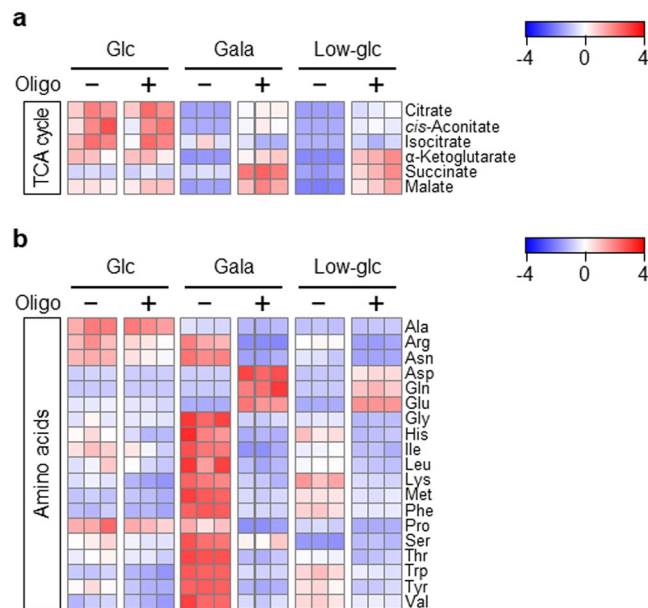 a
Glc Gala Low-glc
Oligo − + − + − +
-4 0 4
TCA cycle
Citrate
cis-Aconitate
Isocitrate
α-Ketoglutarate
Succinate
Malate
b
Glc Gala Low-glc
Oligo − + − + − +
-4 0 4
Amino acids
Ala
Arg
Asn
Asp
Gln
Glu
Gly
His
Ile
Leu
Lys
Met
Phe
Pro
Ser
Thr
Trp
Tyr
Val